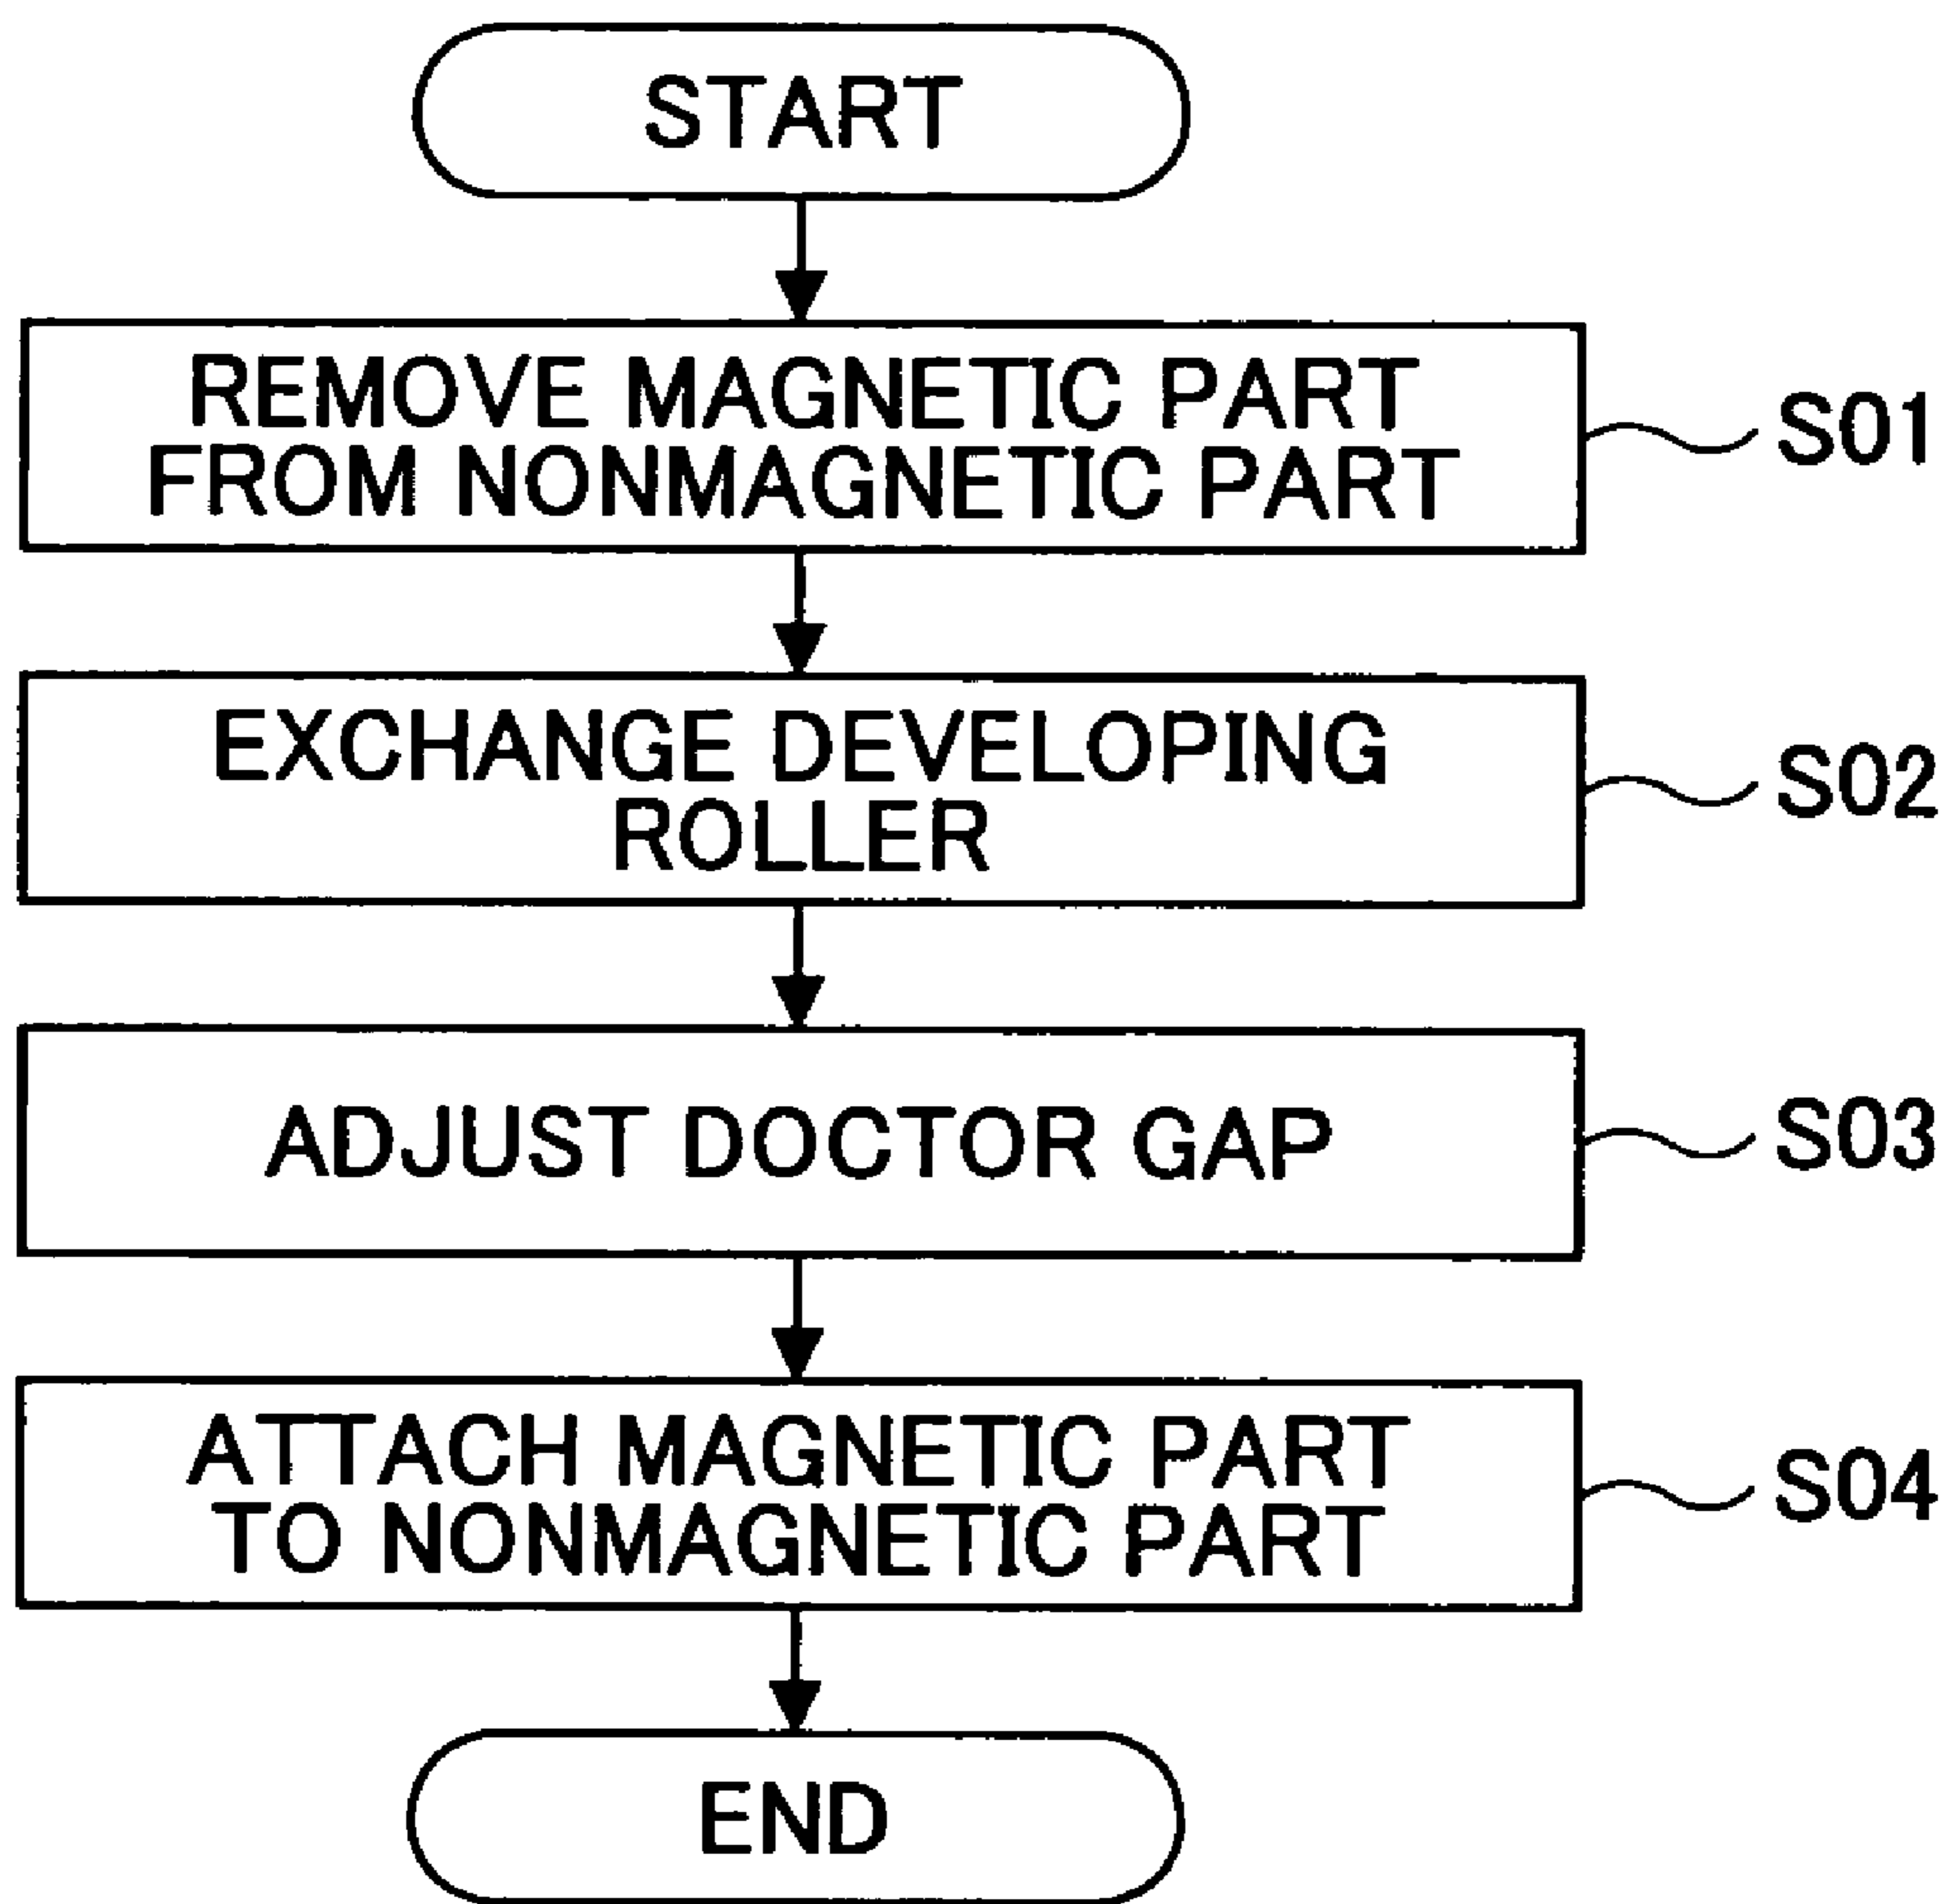 START
REMOVE MAGNETIC PART
FROM NONMAGNETIC PART
S01
EXCHANGE DEVELOPING
ROLLER
S02
ADJUST DOCTOR GAP
S03
ATTACH MAGNETIC PART
TO NONMAGNETIC PART
S04
END